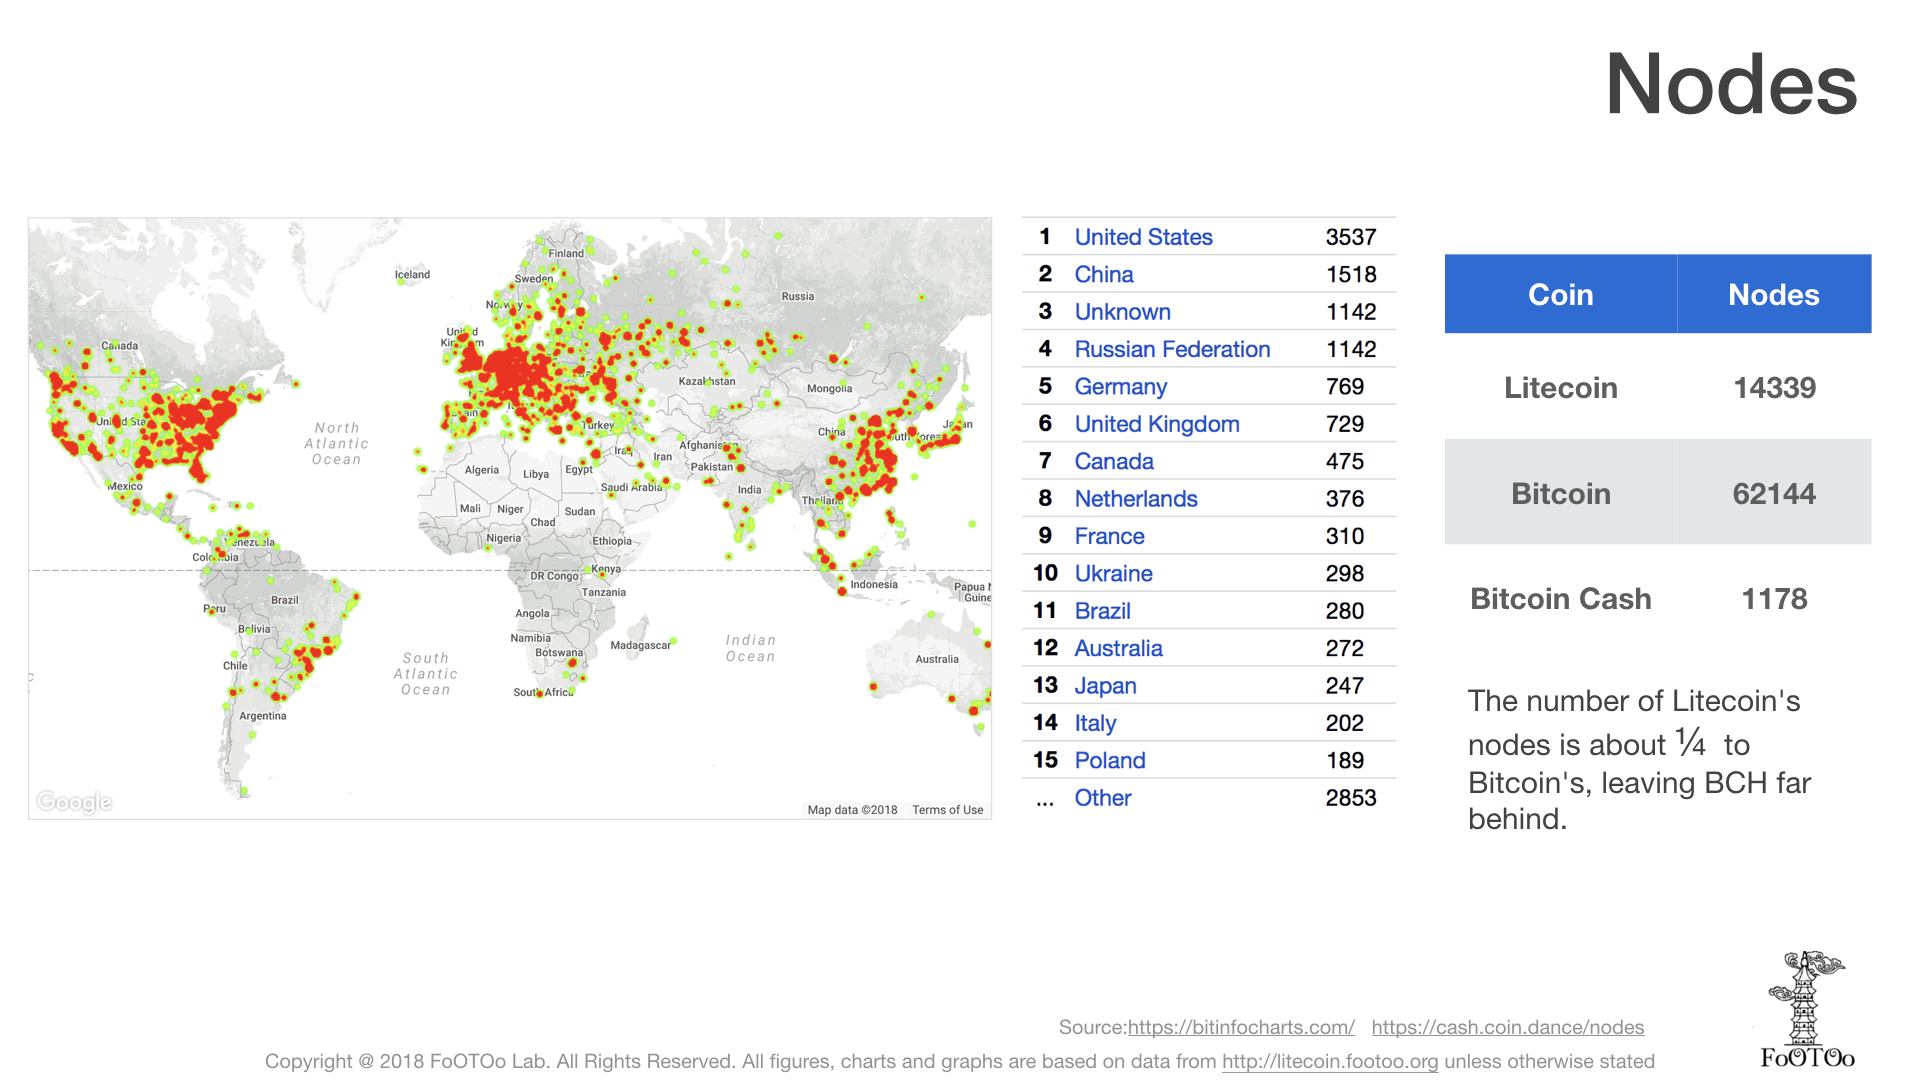 Nodes
Finland
Iceland
Sweden
Norway
Russia
United
Kingdom
Canada
Kazakhstan
Mongolia
United Sta
North
Atlantic
Ocean
Spain
Turkey
China
South Korea
Japan
Afghanistan
Iraq
Iran
Pakistan
Algeria
Libya
Egypt
Saudi Arabia
India
Mexico
Mali
Niger
Chad
Sudan
Thailand
Nigeria
Ethiopia
Venezuela
Colombia
DR Congo
Kenya
Tanzania
Indonesia
Papua N
Guine
Peru
Brazil
Angola
Bolivia
Namibia
Botswana
Madagascar
Indian
Ocean
Chile
South
Atlantic
Ocean
Australia
South Africa
Argentina
Google
Map data ©2018
Terms of Use
1 United States 3537
2 China 1518
3 Unknown 1142
4 Russian Federation 1142
5 Germany 769
6 United Kingdom 729
7 Canada 475
8 Netherlands 376
9 France 310
10 Ukraine 298
11 Brazil 280
12 Australia 272
13 Japan 247
14 Italy 202
15 Poland 189
... Other 2853
Coin Nodes
Litecoin 14339
Bitcoin 62144
Bitcoin Cash 1178
The number of Litecoin's
nodes is about ¼ to
Bitcoin's, leaving BCH far
behind.
Source:https://bitinfocharts.com/ https://cash.coin.dance/nodes
Copyright @ 2018 FoOTOo Lab. All Rights Reserved. All figures, charts and graphs are based on data from http://litecoin.footoo.org unless otherwise stated
FoOTOo